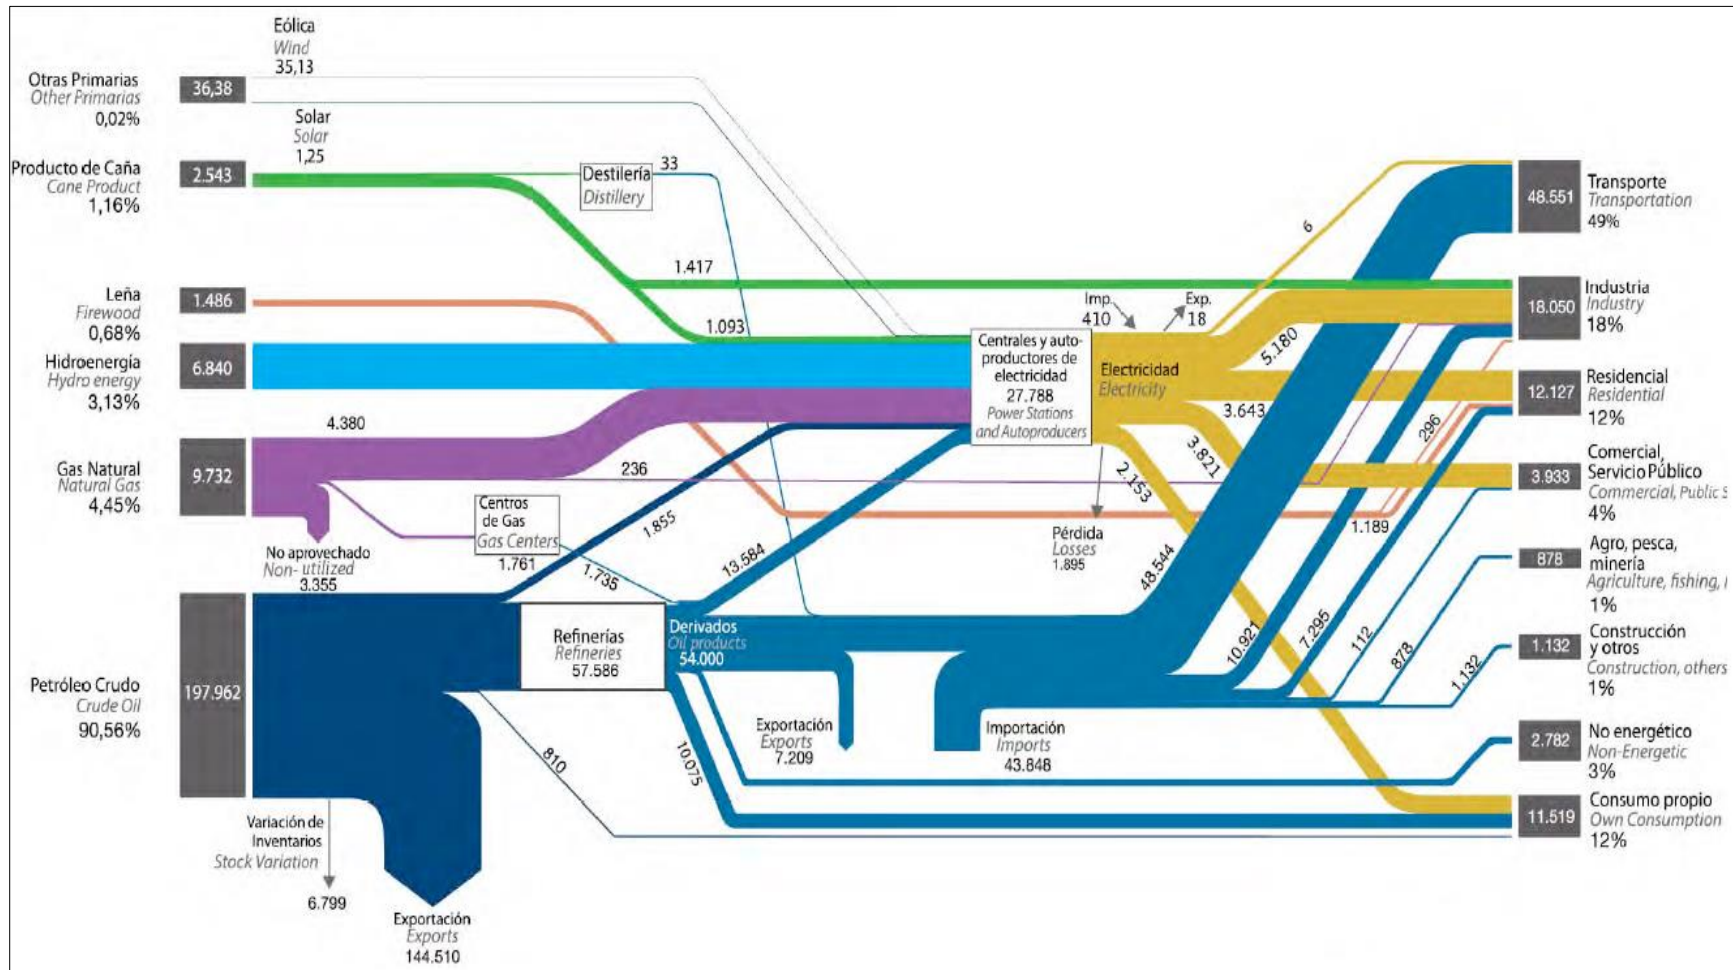 Eólica
Wind
35,13
Otras Primarias
Other Primarias
0,02%
36,38
Solar
Solar
1,25
Producto de Caña
Cane Product
1,16%
2.543
Destilería
Distillery
33
1.417
Leña
Firewood
0,68%
1.486
1.093
Hidroenergía
Hydro energy
3,13%
6.840
Gas Natural
Natural Gas
4,45%
9.732
4.380
236
No aprovechado
Non- utilized
3.355
Centros
de Gas
Gas Centers
1.761
1.735
1.855
13.584
Petróleo Crudo
Crude Oil
90,56%
197.962
Refinerías
Refineries
57.586
Derivados
Oil products
54.000
Variación de
Inventarios
Stock Variation
6.799
Exportación
Exports
144.510
810
10.075
Exportación
Exports
7.209
Importación
Imports
43.848
Centrales y auto-
productores de
electricidad
27.788
Power Stations
and Autoproducers
Imp.
410
Exp.
18
Electricidad
Electricity
Pérdida
Losses
1.895
6
5.180
3.643
3.821
2.153
48.544
10.921
7.295
296
1.189
112
878
1.132
48.551
Transporte
Transportation
49%
18.050
Industria
Industry
18%
12.127
Residencial
Residential
12%
3.933
Comercial,
Servicio Público
Commercial, Public
4%
878
Agro, pesca,
minería
Agriculture, fishing,
1%
1.132
Construcción
y otros
Construction, others
1%
2.782
No energético
Non-Energetic
3%
11.519
Consumo propio
Own Consumption
12%